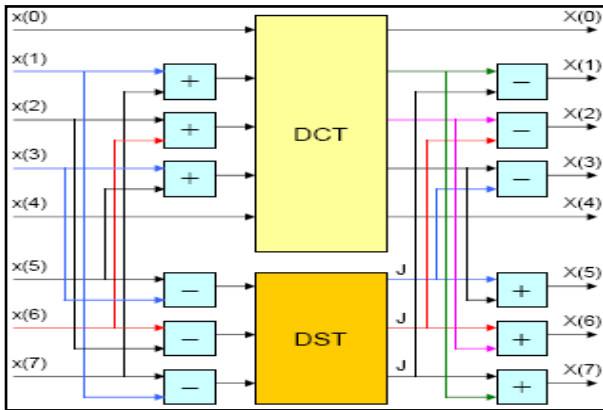 x(0) X(0)
x(1) + X(1)
−
x(2) + X(2)
−
DCT
x(3) + X(3)
−
x(4) X(4)
x(5) − J X(5)
+
x(6) − DST J X(6)
+
x(7) − J X(7)
+